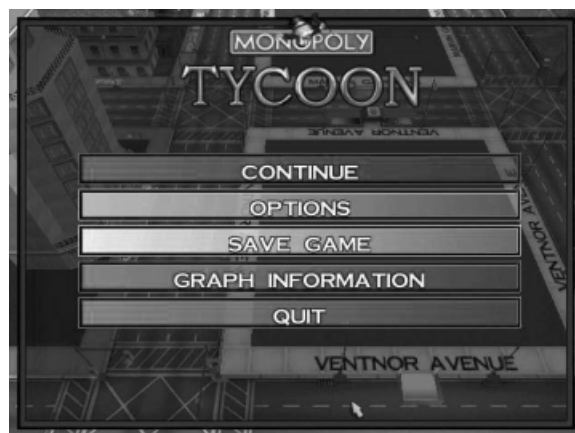 MONOPOLY
TYCOON
VENTNOR AVENUE
CONTINUE
OPTIONS
SAVE GAME
VENTNOR AVENUE
GRAPH INFORMATION
QUIT
VENTNOR AVENUE